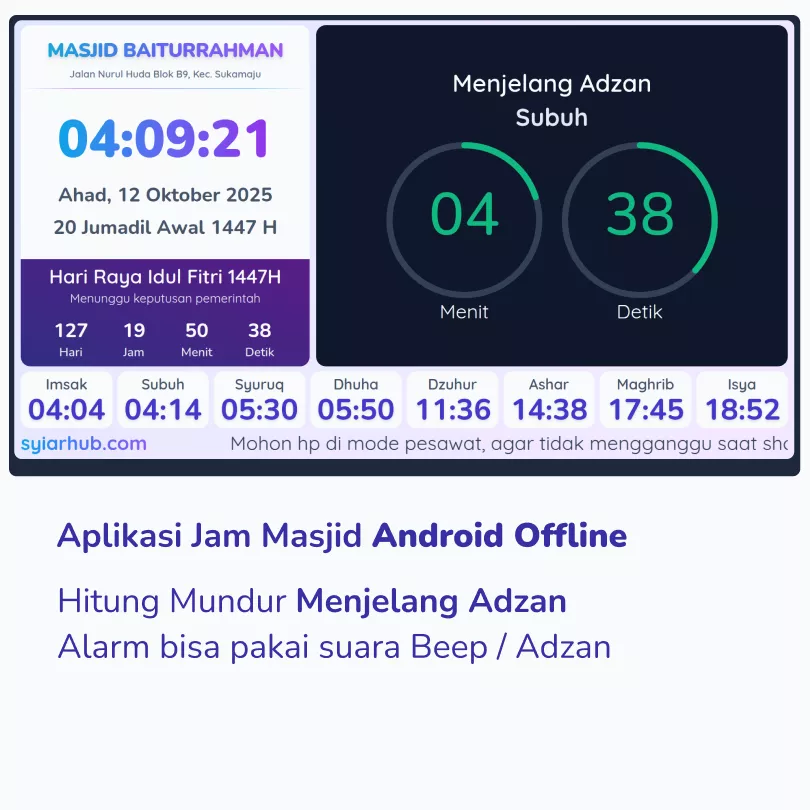 MASJID BAITURRAHMAN
Jalan Nurul Huda Blok B9, Kec. Sukamaju
04:09:21
Ahad, 12 Oktober 2025
20 Jumadil Awal 1447 H
Hari Raya Idul Fitri 1447H
Menunggu keputusan pemerintah
127 19 50 38
Hari Jam Menit Detik
Menjelang Adzan
Subuh
04 38
Menit Detik
Imsak Subuh Syuruq Dhuha Dzuhur Ashar Maghrib Isya
04:04 04:14 05:30 05:50 11:36 14:38 17:45 18:52
syiarhub.com Mohon hp di mode pesawat, agar tidak mengganggu saat
Aplikasi Jam Masjid Android Offline
Hitung Mundur Menjelang Adzan
Alarm bisa pakai suara Beep / Adzan